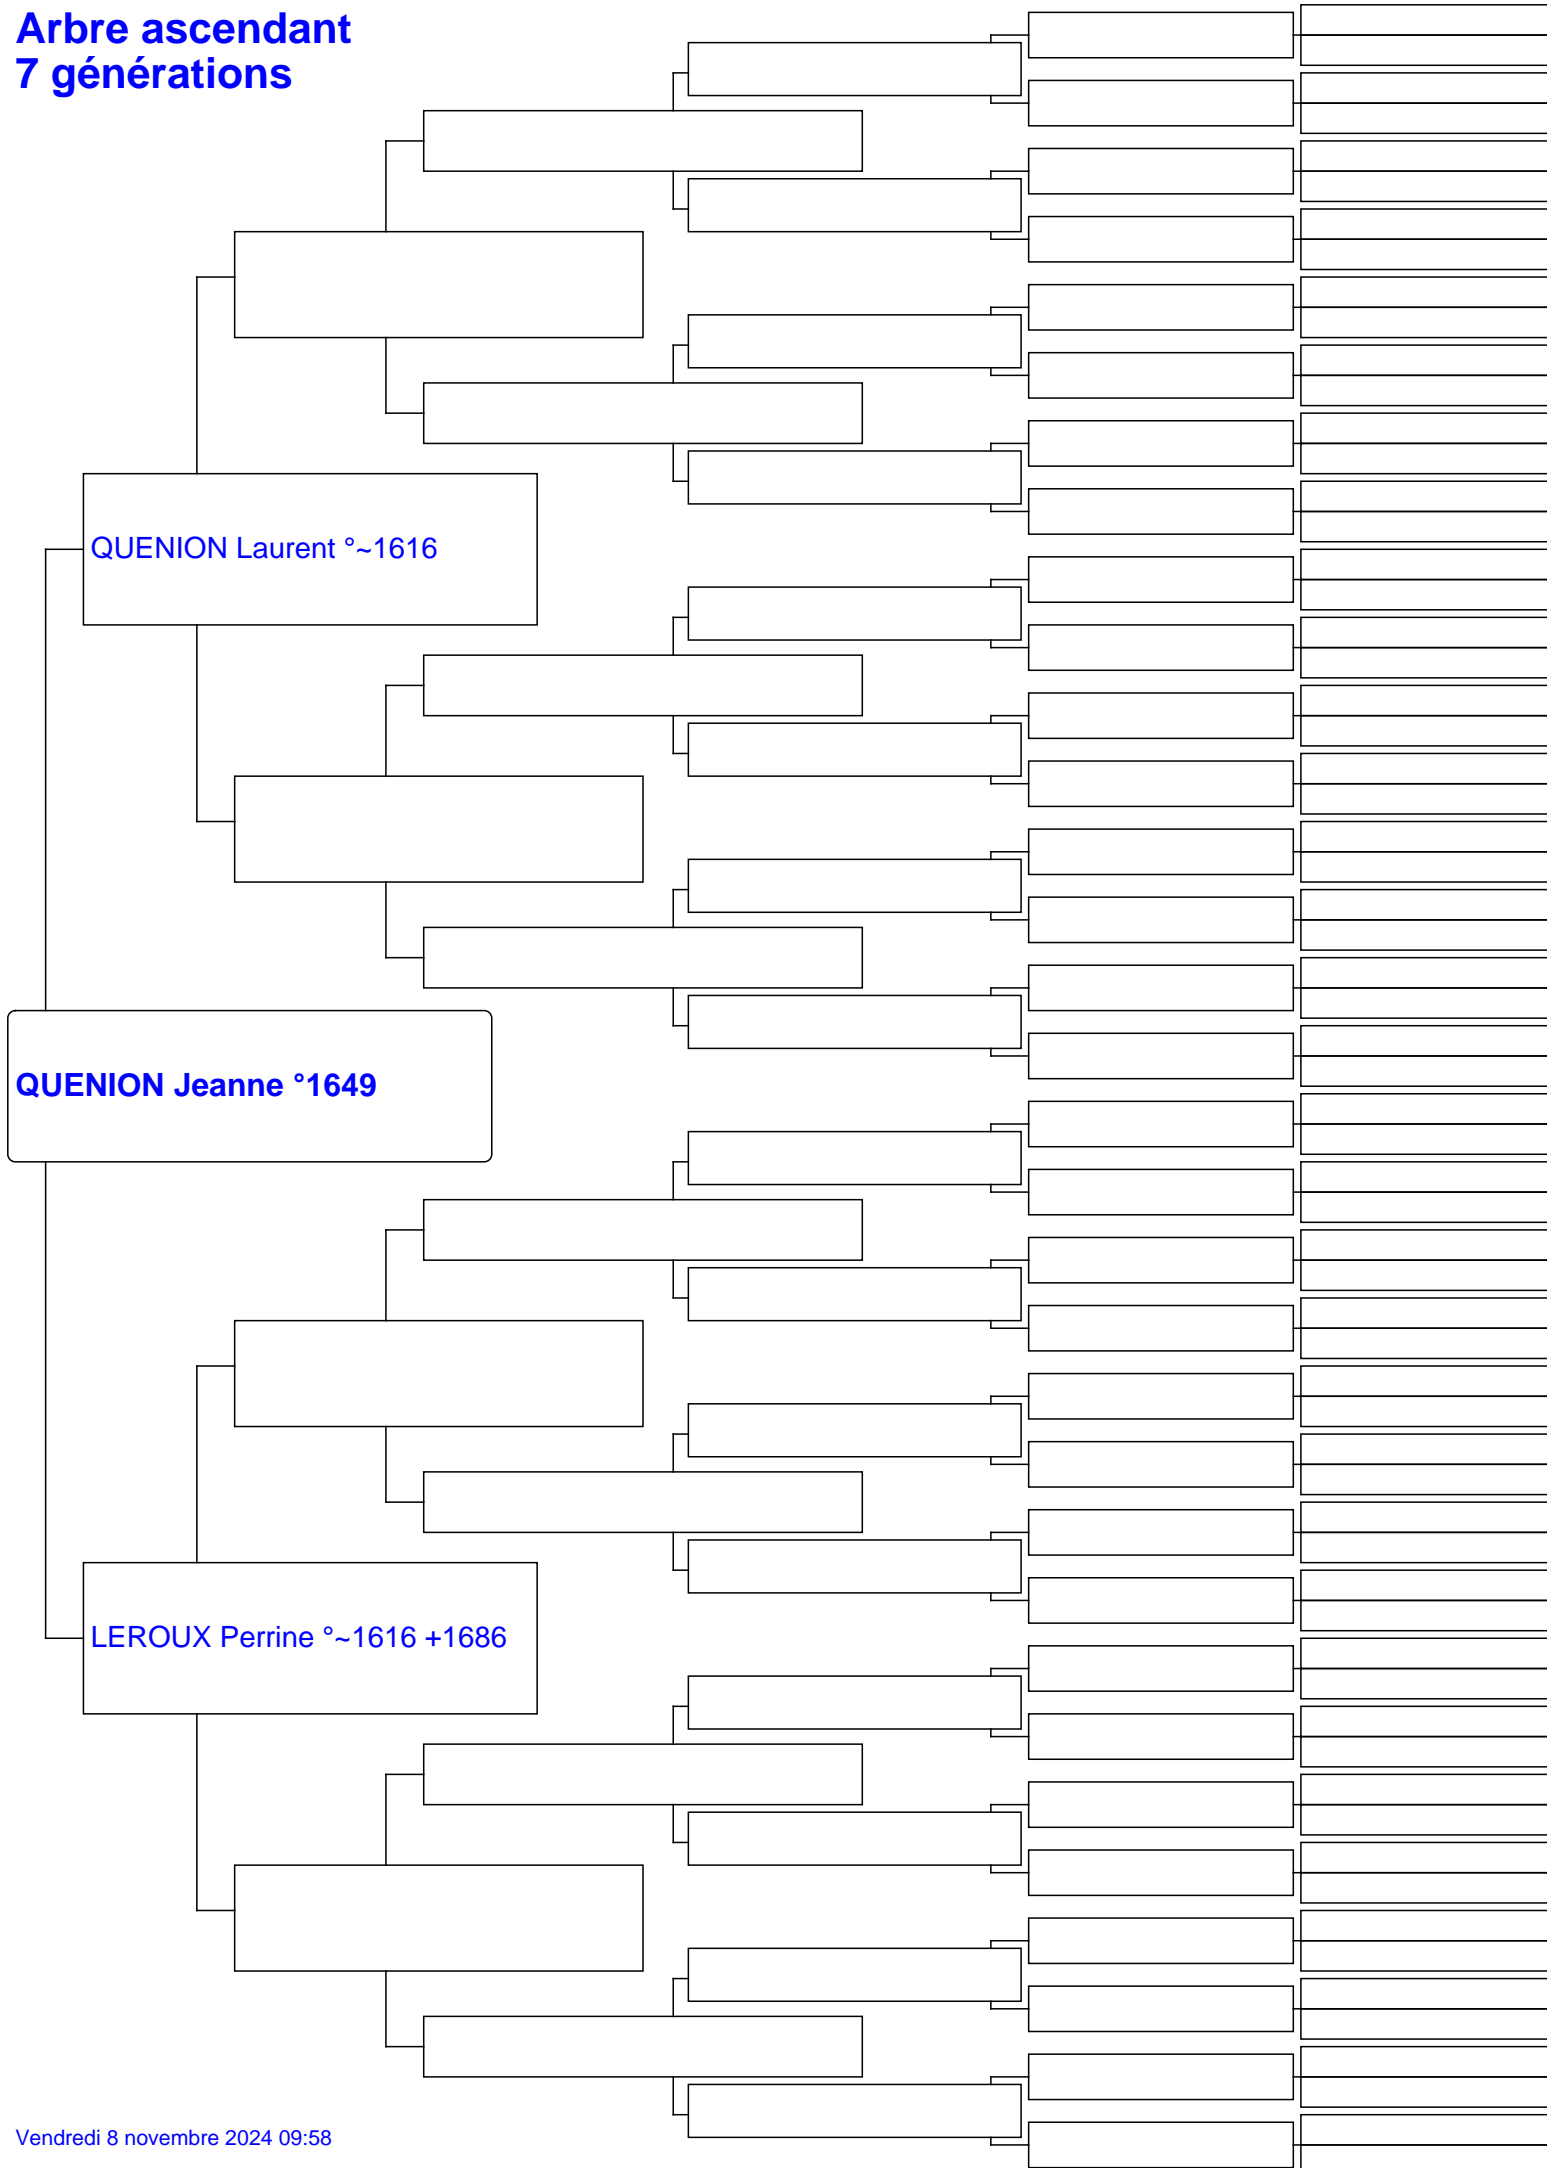 Arbre ascendant
7 générations
QUENION Laurent °~1616
QUENION Jeanne °1649
LEROUX Perrine °~1616 +1686
Vendredi 8 novembre 2024 09:58